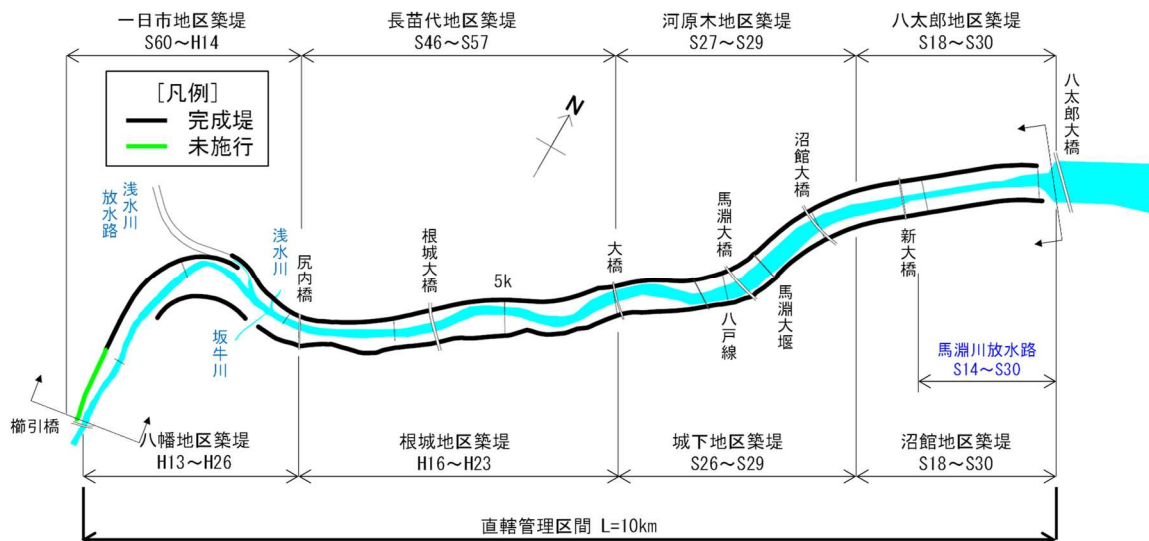 一日市地区築堤
S60～H14
長苗代地区築堤
S46～S57
河原木地区築堤
S27～S29
八太郎地区築堤
S18～S30
[凡例]
完成堤
未施行
N
八太郎大橋
沼館大橋
浅水川
放水路
浅水川
尻内橋
根城大橋
5k
大橋
馬淵大橋
新大橋
馬淵大堰
八戸線
坂牛川
馬淵川放水路
S14～S30
櫛引橋
八幡地区築堤
H13～H26
根城地区築堤
H16～H23
城下地区築堤
S26～S29
沼館地区築堤
S18～S30
直轄管理区間 L=10km